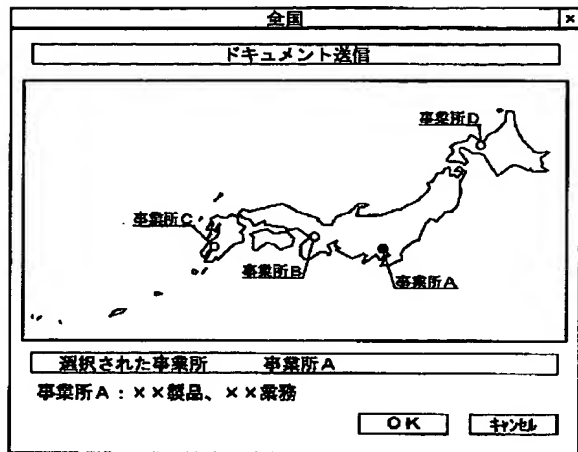 全国 ×
ドキュメント送信
事業所D
事業所C
事業所B
事業所A
選択された事業所 事業所A
事業所A：××製品、××業務
OK キャンセル